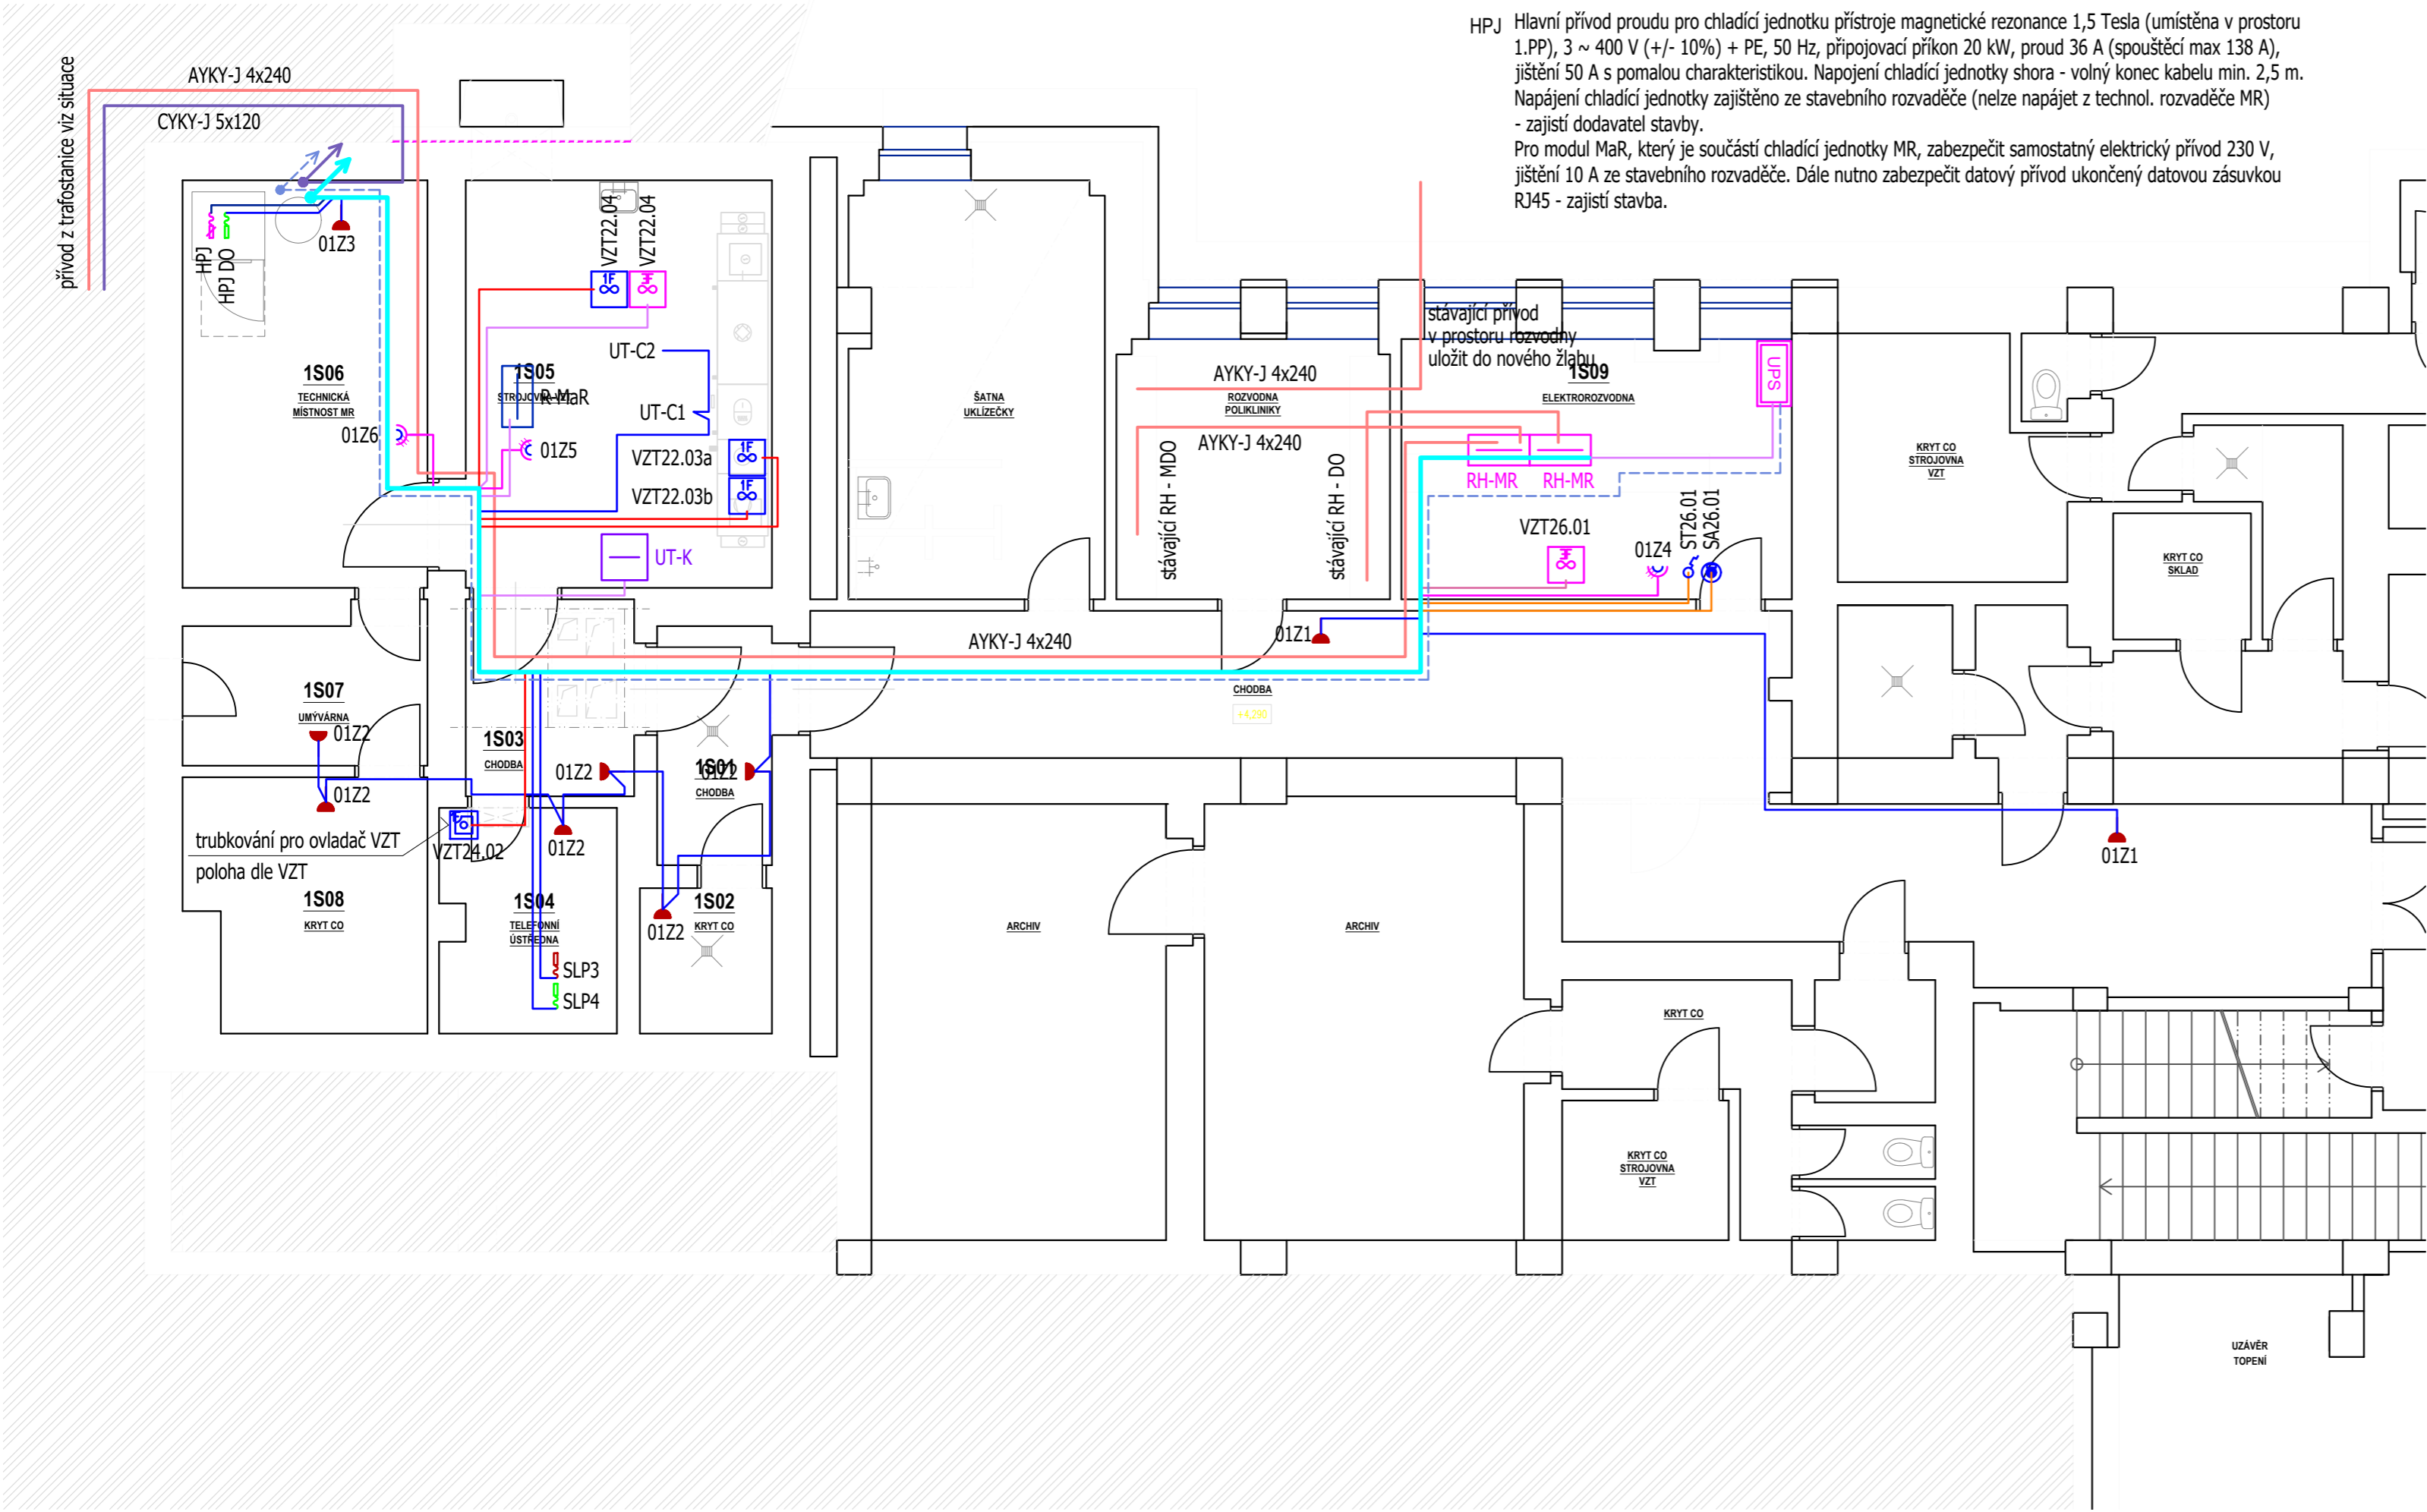 HPJ Hlavní přívod proudu pro chladící jednotku přístroje magnetické rezonance 1,5 Tesla (umístěna v prostoru
1.PP), 3 ~ 400 V (+/- 10%) + PE, 50 Hz, připojovací příkon 20 kW, proud 36 A (spouštěcí max 138 A),
jištění 50 A s pomalou charakteristikou. Napojení chladící jednotky shora - volný konec kabelu min. 2,5 m.
Napájení chladící jednotky zajištěno ze stavebního rozvaděče (nelze napájet z technol. rozvaděče MR)
- zajistí dodavatel stavby.
Pro modul MaR, který je součástí chladící jednotky MR, zabezpečit samostatný elektrický přívod 230 V,
jištění 10 A ze stavebního rozvaděče. Dále nutno zabezpečit datový přívod ukončený datovou zásuvkou
RJ45 - zajistí stavba.
přívod z trafostanice viz situace
AYKY-J 4x240
CYKY-J 5x120
HPJ
HPJ DO
01Z3
VZT22.04
VZT22.04
1F
UT-C2
UT-C1
1S06
TECHNICKÁ
MÍSTNOST MR
1S05
STROJOVNA VZT
R-MaR
01Z6
01Z5
VZT22.03a
1F
VZT22.03b
1F
UT-K
ŠATNA
UKLÍZEČKY
stávající přívod
v prostoru rozvodny
uložit do nového žlabu
AYKY-J 4x240
ROZVODNA
POLIKLINIKY
AYKY-J 4x240
stávající RH - MDO
stávající RH - DO
1S09
ELEKTROROZVODNA
UPS
RH-MR
RH-MR
VZT26.01
01Z4
ST26.01
SA26.01
KRYT CO
STROJOVNA
VZT
KRYT CO
SKLAD
AYKY-J 4x240
01Z1
CHODBA
+4,290
1S07
UMÝVÁRNA
01Z2
01Z2
1S03
CHODBA
01Z2
1S01
01Z2
CHODBA
trubkování pro ovladač VZT
poloha dle VZT
VZT24.02
01Z2
01Z1
1S08
KRYT CO
1S04
TELEFONNÍ
ÚSTŘEDNA
1S02
KRYT CO
01Z2
SLP3
SLP4
ARCHIV
ARCHIV
KRYT CO
KRYT CO
STROJOVNA
VZT
UZÁVĚR
TOPENÍ